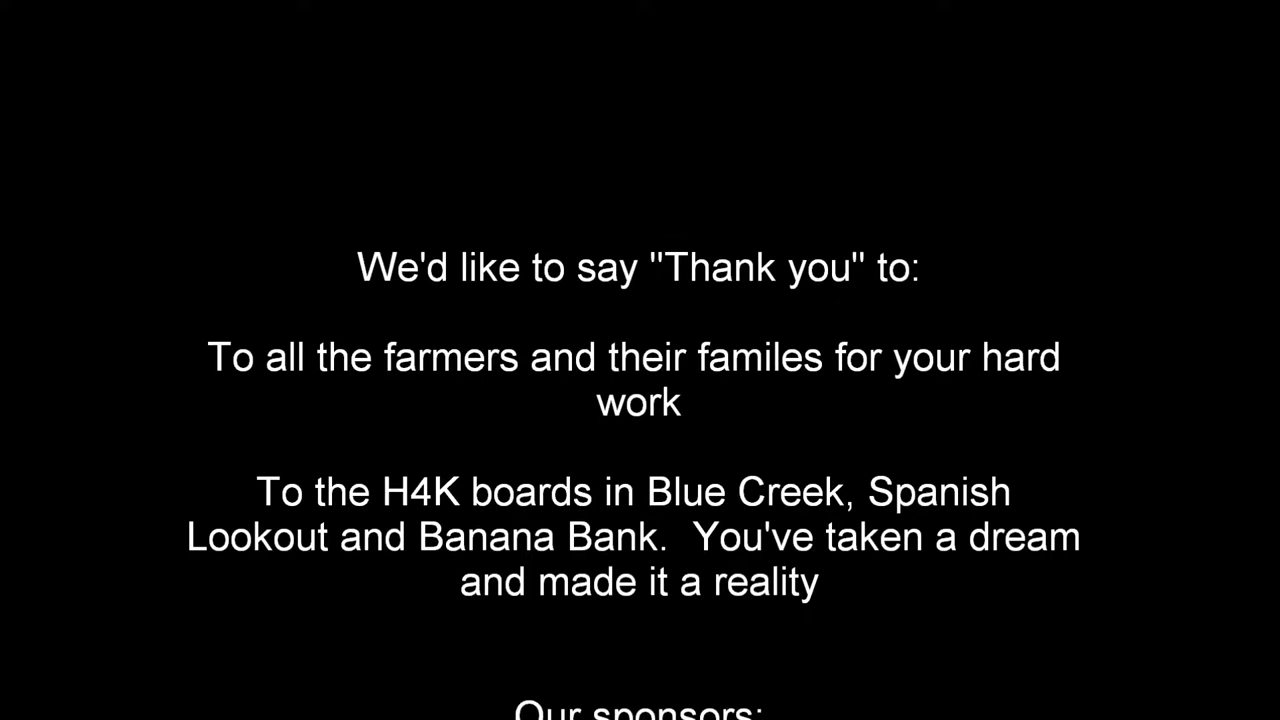 We'd like to say "Thank you" to:
To all the farmers and their familes for your hard
work
To the H4K boards in Blue Creek, Spanish
Lookout and Banana Bank.  You've taken a dream
and made it a reality
Our sponsors: